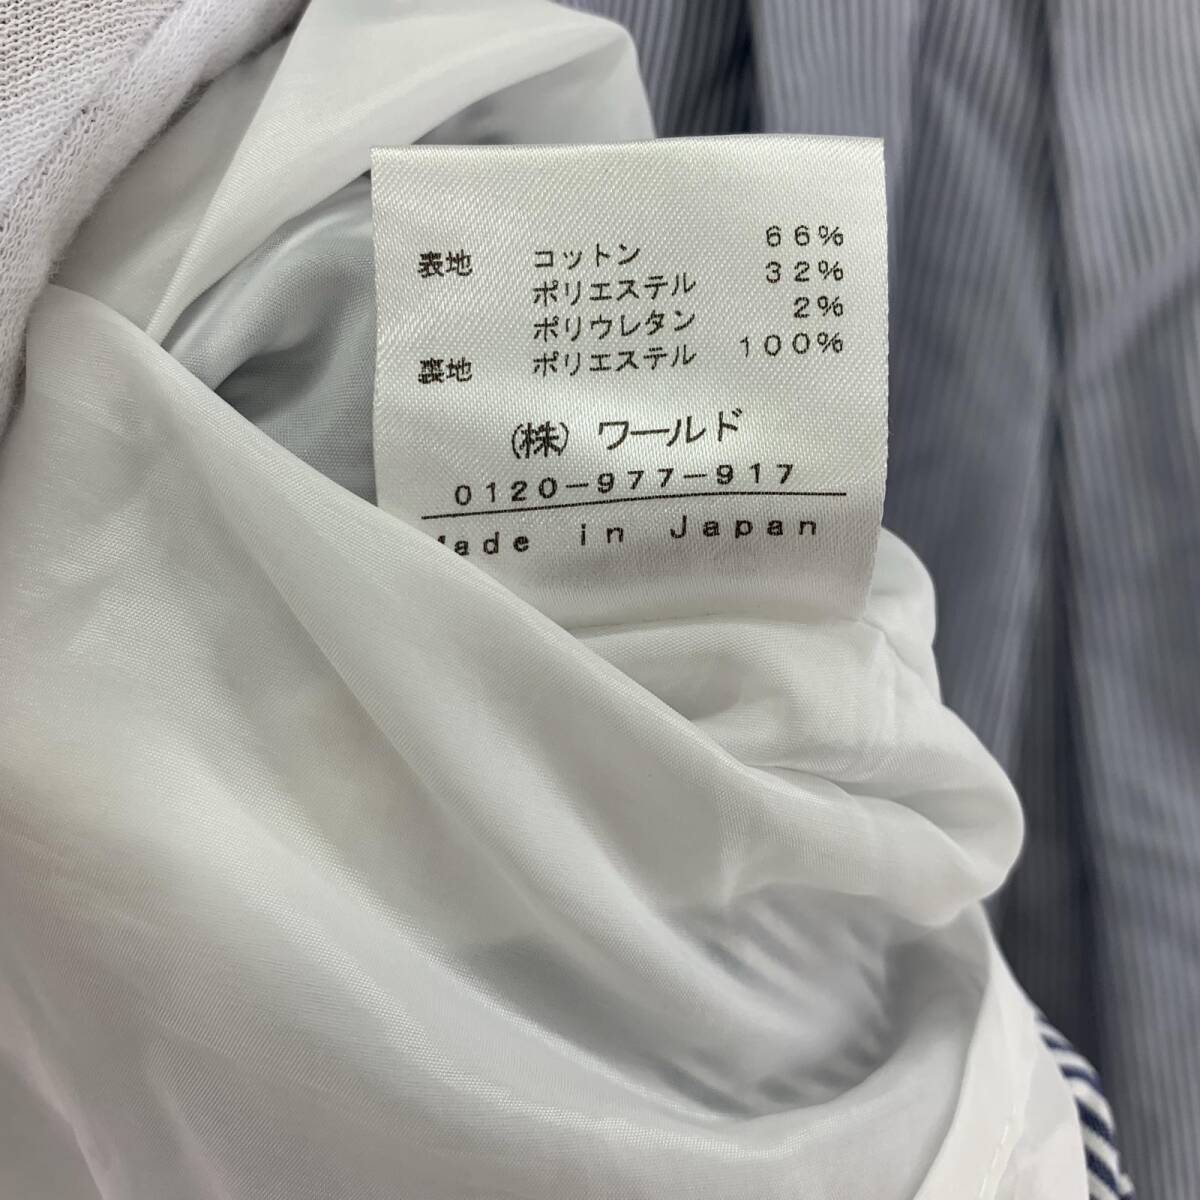 表地 コットン 66%
ポリエステル 32%
ポリウレタン 2%
裏地 ポリエステル 100%
(株) ワールド
0120-977-917
Made in Japan